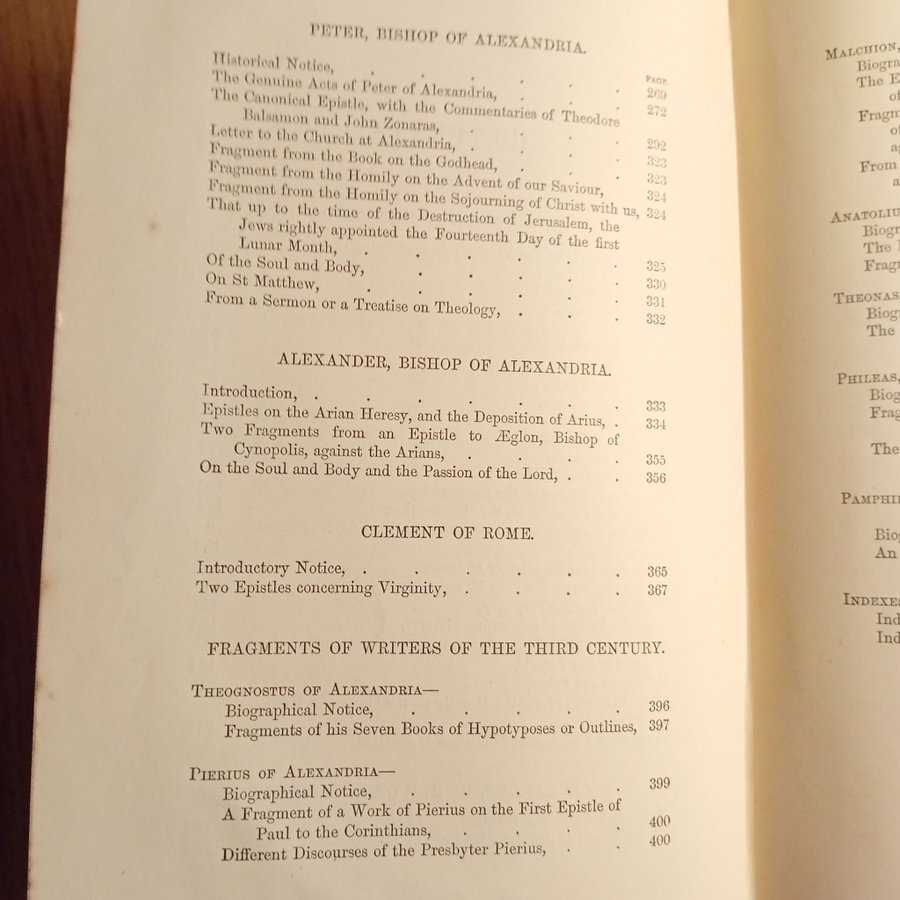 PETER, BISHOP OF ALEXANDRIA.
PAGE
Historical Notice, . . . . . . 269
The Genuine Acts of Peter of Alexandria, . . . 272
The Canonical Epistle, with the Commentaries of Theodore
Balsamon and John Zonaras, . . . . 292
Letter to the Church at Alexandria, . . . . 323
Fragment from the Book on the Godhead, . . . 323
Fragment from the Homily on the Advent of our Saviour, 324
Fragment from the Homily on the Sojourning of Christ with us, 324
That up to the time of the Destruction of Jerusalem, the
Jews rightly appointed the Fourteenth Day of the first
Lunar Month, . . . . . . 325
Of the Soul and Body, . . . . . 330
On St Matthew, . . . . . . 331
From a Sermon or a Treatise on Theology, . . . 332
ALEXANDER, BISHOP OF ALEXANDRIA.
Introduction, . . . . . . . 333
Epistles on the Arian Heresy, and the Deposition of Arius, . 334
Two Fragments from an Epistle to Æglon, Bishop of
Cynopolis, against the Arians, . . . . 355
On the Soul and Body and the Passion of the Lord, . . 356
CLEMENT OF ROME.
Introductory Notice, . . . . . . 365
Two Epistles concerning Virginity, . . . . 367
FRAGMENTS OF WRITERS OF THE THIRD CENTURY.
THEOGNOSTUS OF ALEXANDRIA—
Biographical Notice, . . . . . 396
Fragments of his Seven Books of Hypotyposes or Outlines, 397
PIERIUS OF ALEXANDRIA—
Biographical Notice, . . . . . 399
A Fragment of a Work of Pierius on the First Epistle of
Paul to the Corinthians, . . . . 400
Different Discourses of the Presbyter Pierius, . . 400
MALCHION,
The
From
a
The
THEONAS
The
PHILEAS,
The
An